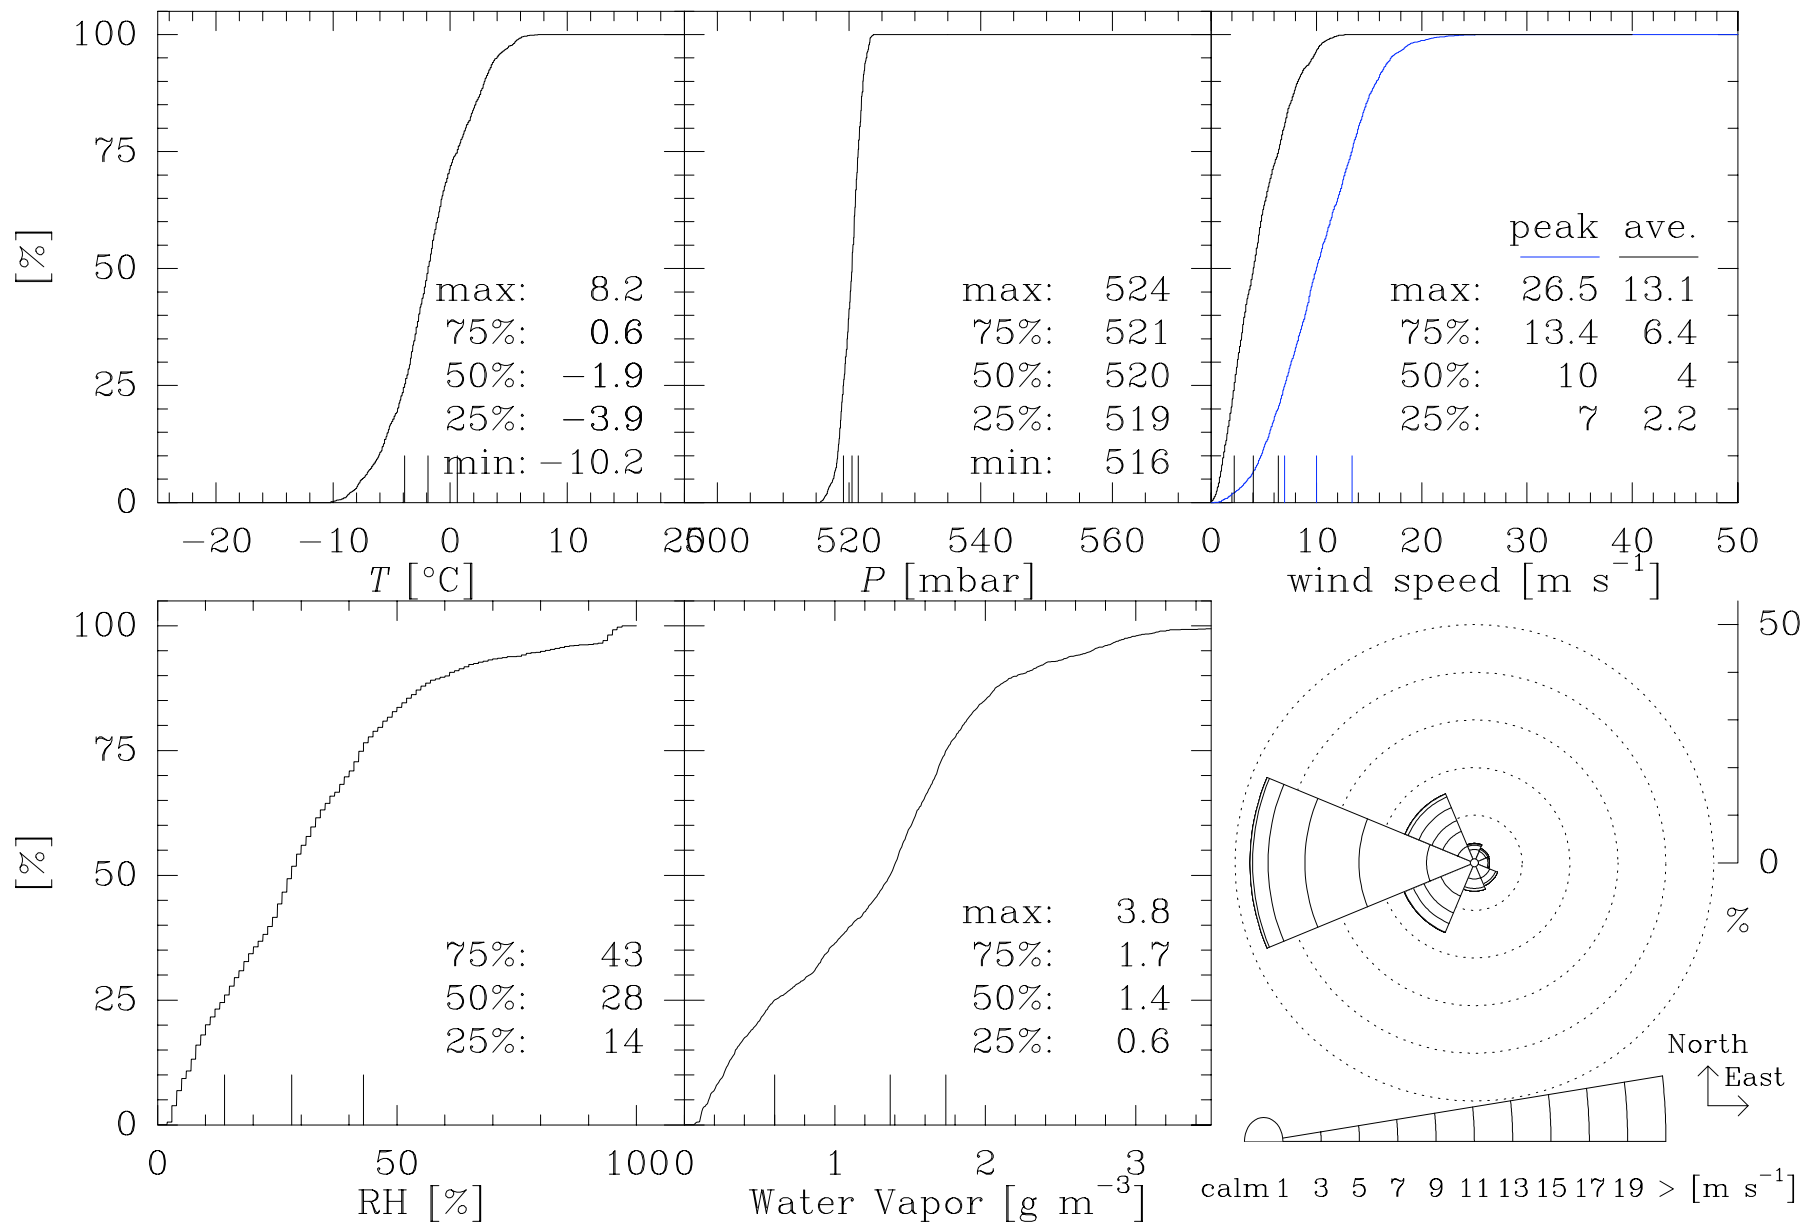 100
75
[%]
50
25
0
max: 8.2
75%: 0.6
50%: −1.9
25%: −3.9
min: −10.2
−20 −10 0 10 20
T [°C]
max: 524
75%: 521
50%: 520
25%: 519
min: 516
500 520 540 560
P [mbar]
peak ave.
max: 26.5 13.1
75%: 13.4 6.4
50%: 10 4
25%: 7 2.2
0 10 20 30 40 50
wind speed [m s⁻¹]
100
75
[%]
50
25
0
75%: 43
50%: 28
25%: 14
0 50 100
RH [%]
max: 3.8
75%: 1.7
50%: 1.4
25%: 0.6
0 1 2 3
Water Vapor [g m⁻³]
50
0
%
North
East
calm 1 3 5 7 9 11 13 15 17 19 > [m s⁻¹]